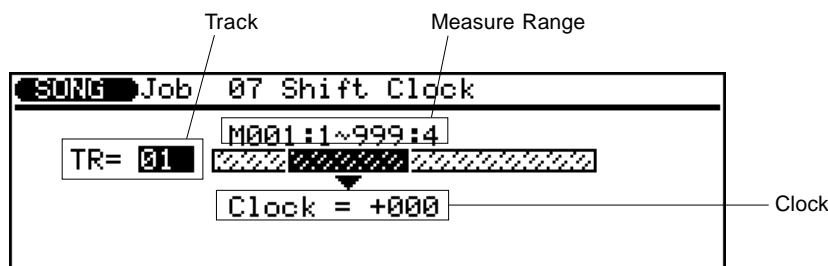 Track Measure Range
SONG Job 07 Shift Clock
M001:1~999:4
TR= 01
Clock = +000
Clock